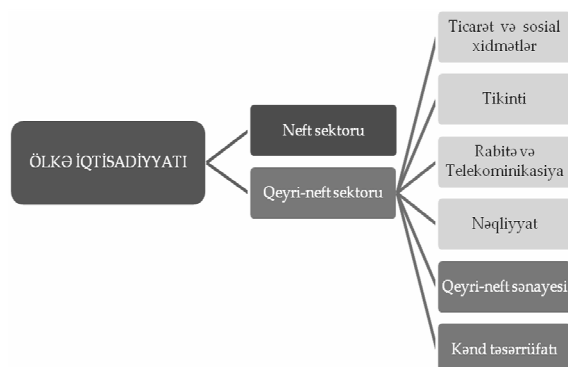 ÖLKƏ İQTİSADİYYATI
Neft sektoru
Qeyri-neft sektoru
Ticarət və sosial
xidmətlər
Tikinti
Rabitə və
Telekominikasiya
Nəqliyyat
Qeyri-neft sənayesi
Kənd təsərrüfatı